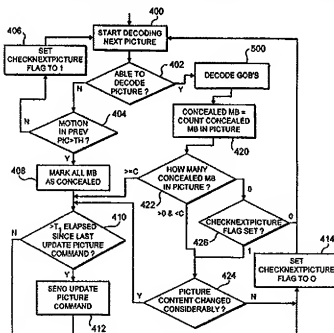 400
START DECODING
NEXT PICTURE
406
SET
CHECKNEXTPICTURE
FLAG TO 1
402
ABLE TO
DECODE
PICTURE ?
N
Y
500
DECODE GOB'S
CONCEALED MB =
COUNT CONCEALED
MB IN PICTURE
420
N
MOTION
IN PREV
PIC>TH ?
404
Y
408
MARK ALL MB
AS CONCEALED
>=C
HOW MANY
CONCEALED MB
IN PICTURE ?
422
0
>0 & <C
>T₁ ELAPSED
SINCE LAST
UPDATE PICTURE
COMMAND ?
410
CHECKNEXTPICTURE
FLAG SET ?
426
0
1
414
SET
CHECKNEXTPICTURE
FLAG TO 0
N
Y
SEND UPDATE
PICTURE
COMMAND
412
Y
PICTURE
CONTENT CHANGED
CONSIDERABLY ?
424
N